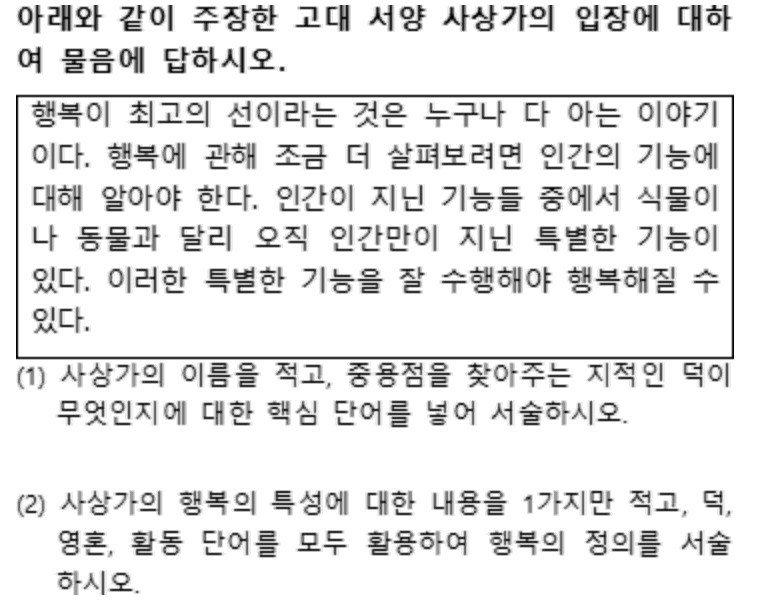 아래와 같이 주장한 고대 서양 사상가의 입장에 대하
여 물음에 답하시오.
행복이 최고의 선이라는 것은 누구나 다 아는 이야기
이다. 행복에 관해 조금 더 살펴보려면 인간의 기능에
대해 알아야 한다. 인간이 지닌 기능들 중에서 식물이
나 동물과 달리 오직 인간만이 지닌 특별한 기능이
있다. 이러한 특별한 기능을 잘 수행해야 행복해질 수
있다.
(1) 사상가의 이름을 적고, 중용점을 찾아주는 지적인 덕이
무엇인지에 대한 핵심 단어를 넣어 서술하시오.
(2) 사상가의 행복의 특성에 대한 내용을 1가지만 적고, 덕,
영혼, 활동 단어를 모두 활용하여 행복의 정의를 서술
하시오.